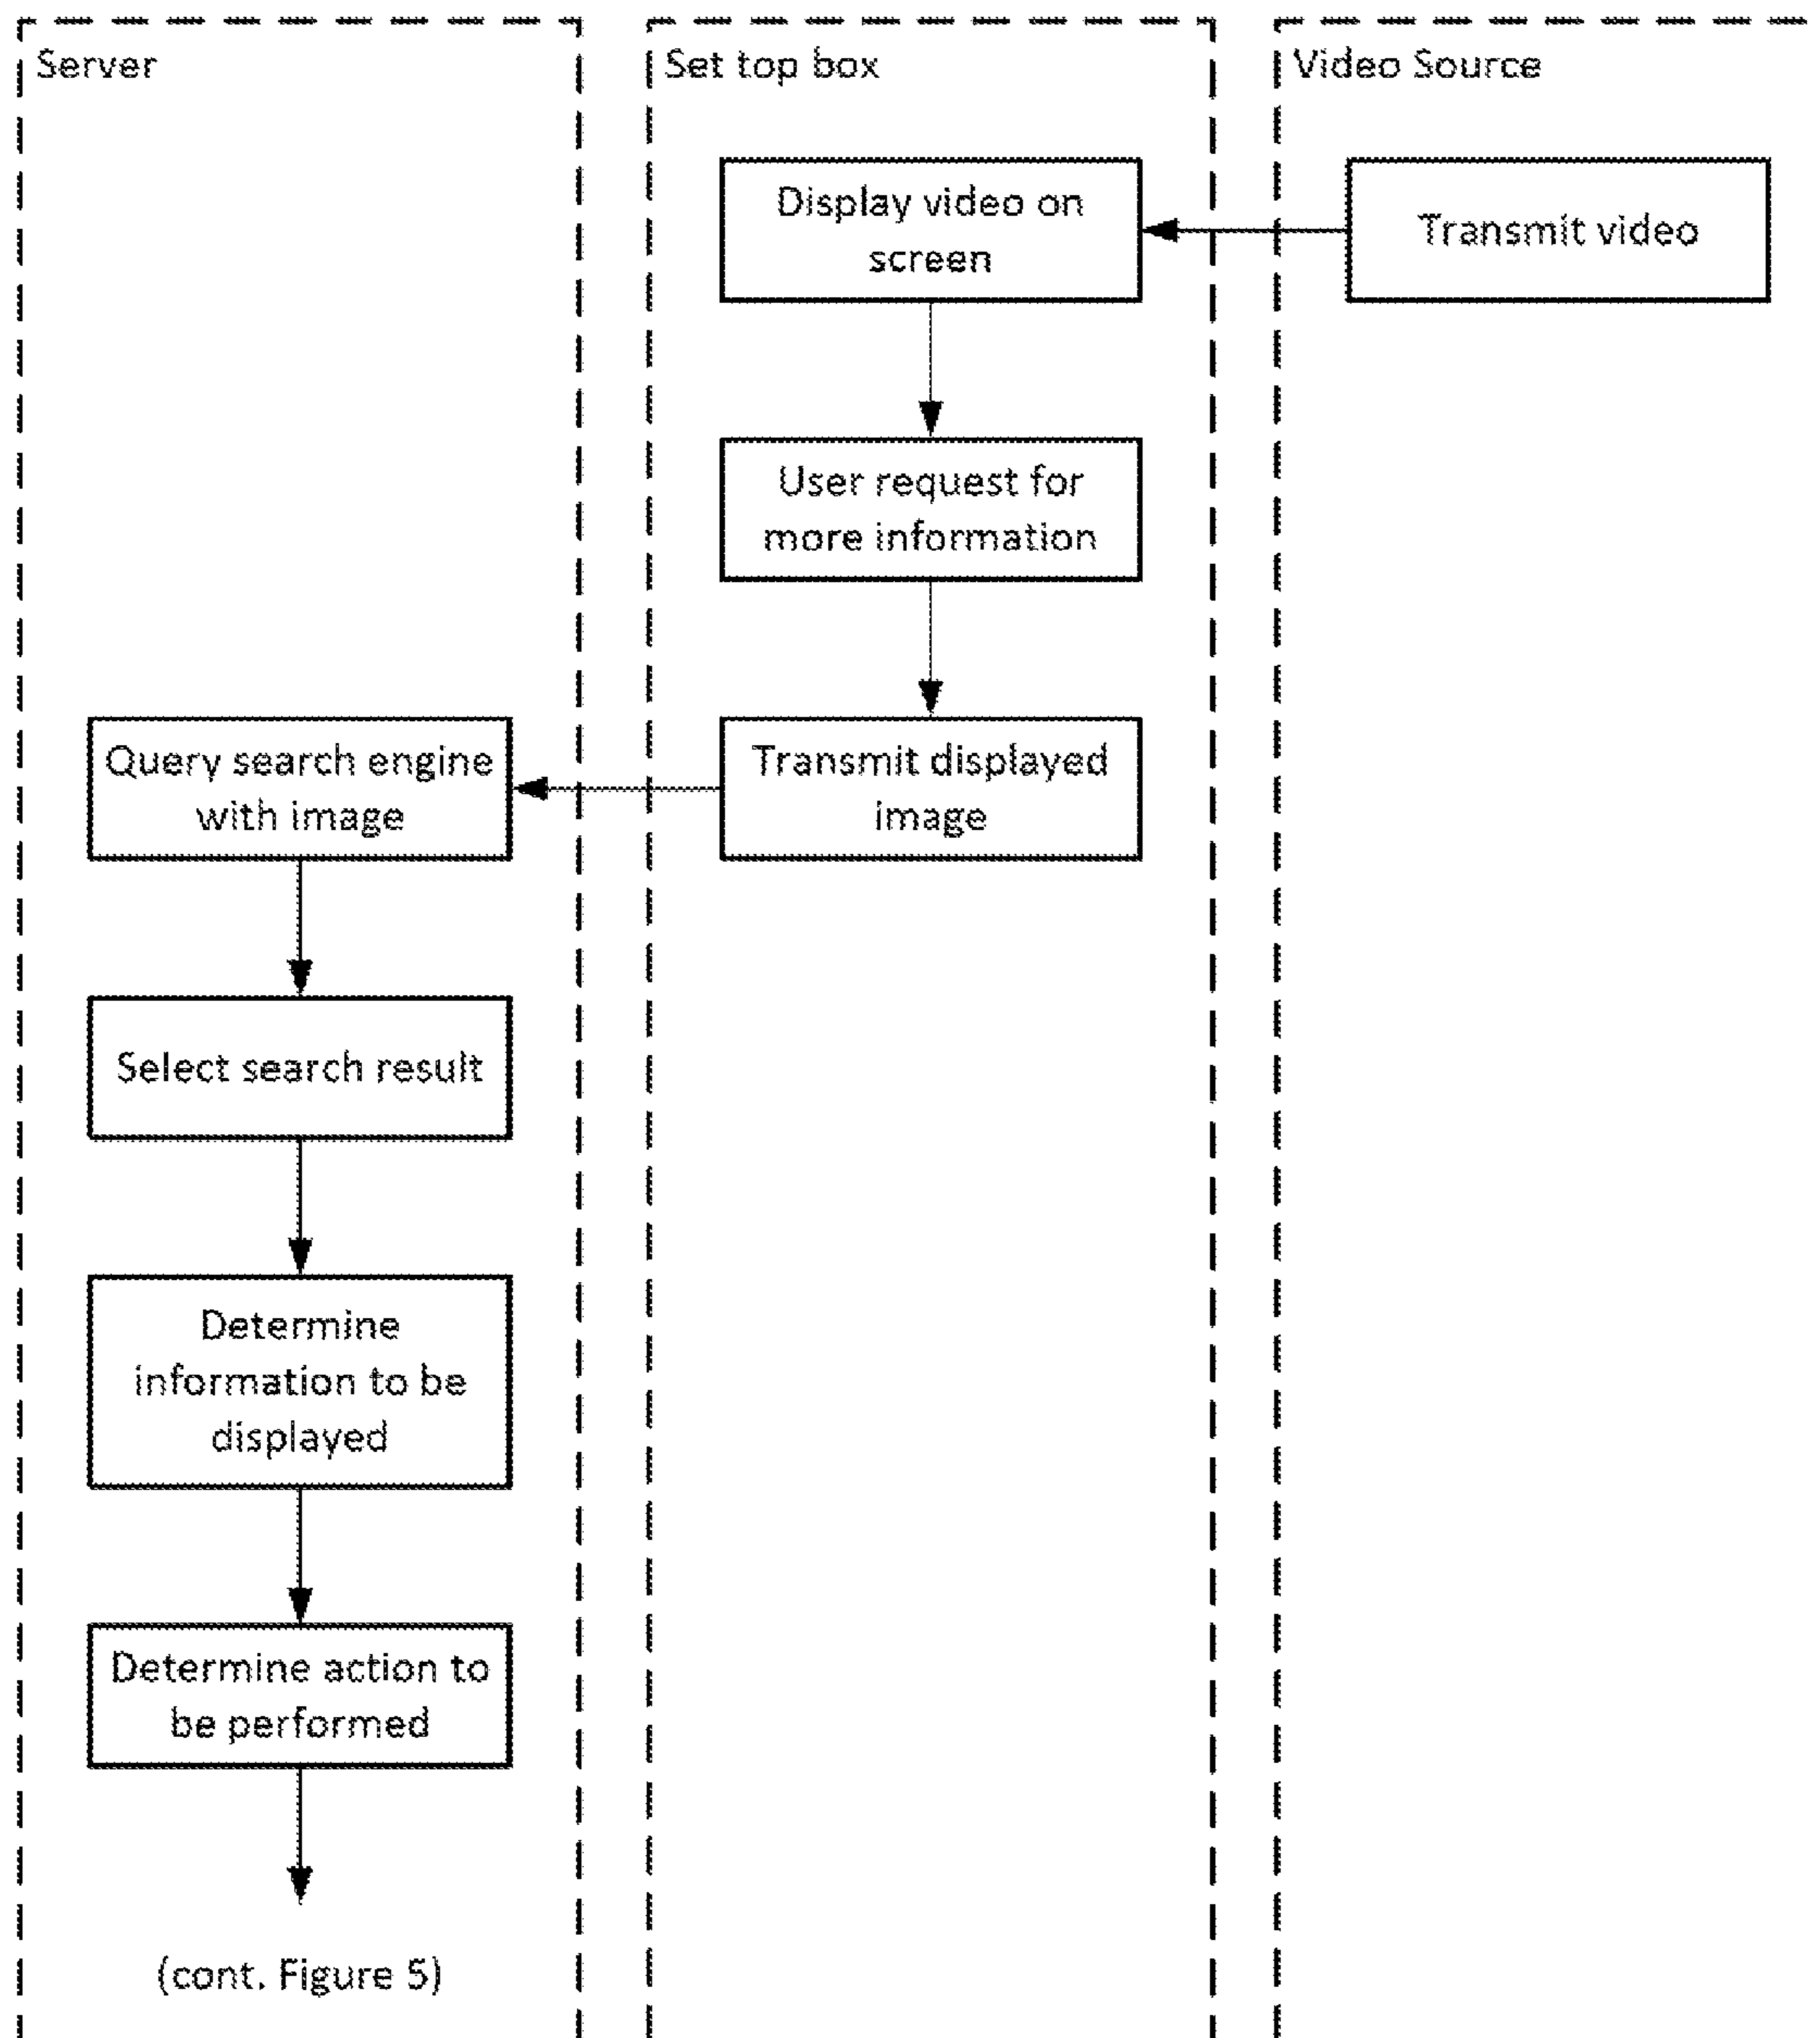 Server
Set top box
Video Source
Display video on
screen
Transmit video
User request for
more information
Query search engine
with image
Transmit displayed
image
Select search result
Determine
information to be
displayed
Determine action to
be performed
(cont. Figure 5)